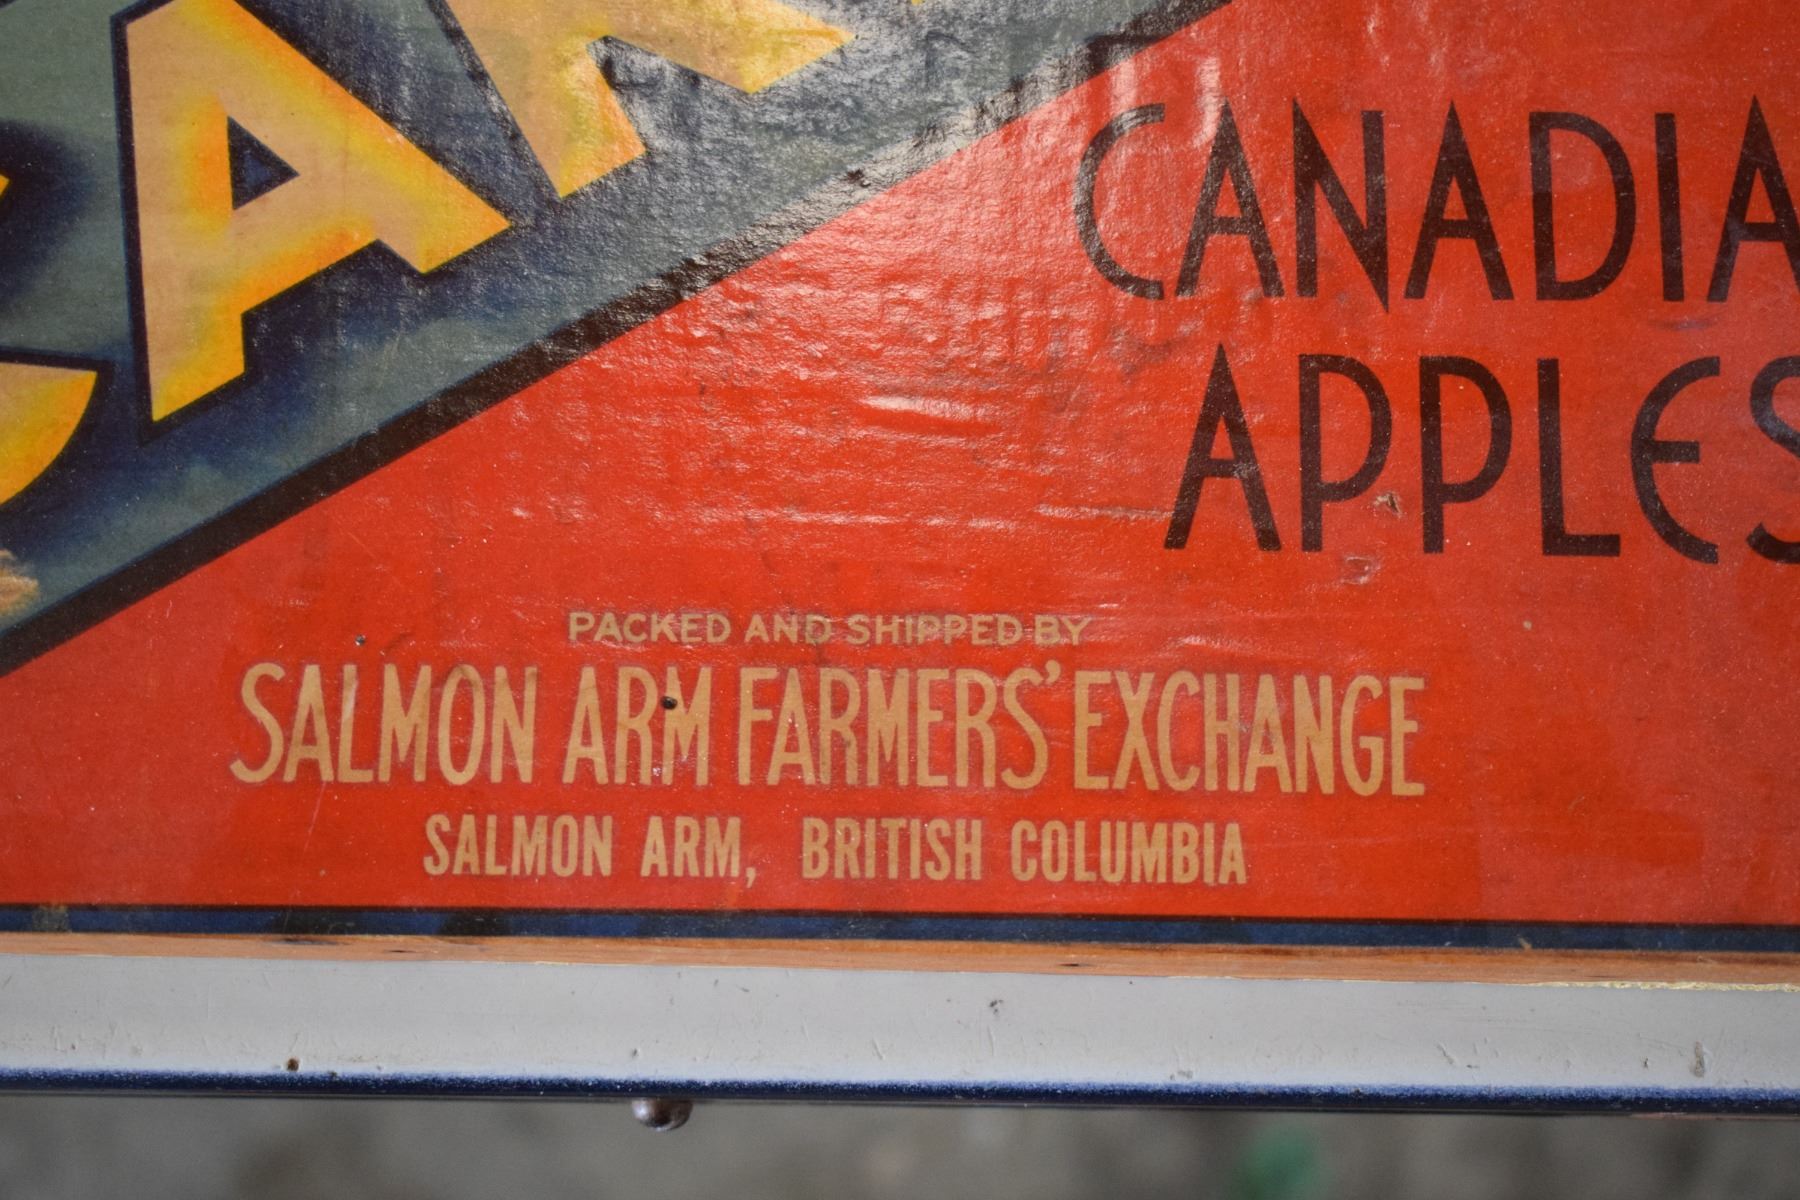 CANADIA
APPLES
PACKED AND SHIPPED BY
SALMON ARM FARMERS' EXCHANGE
SALMON ARM, BRITISH COLUMBIA